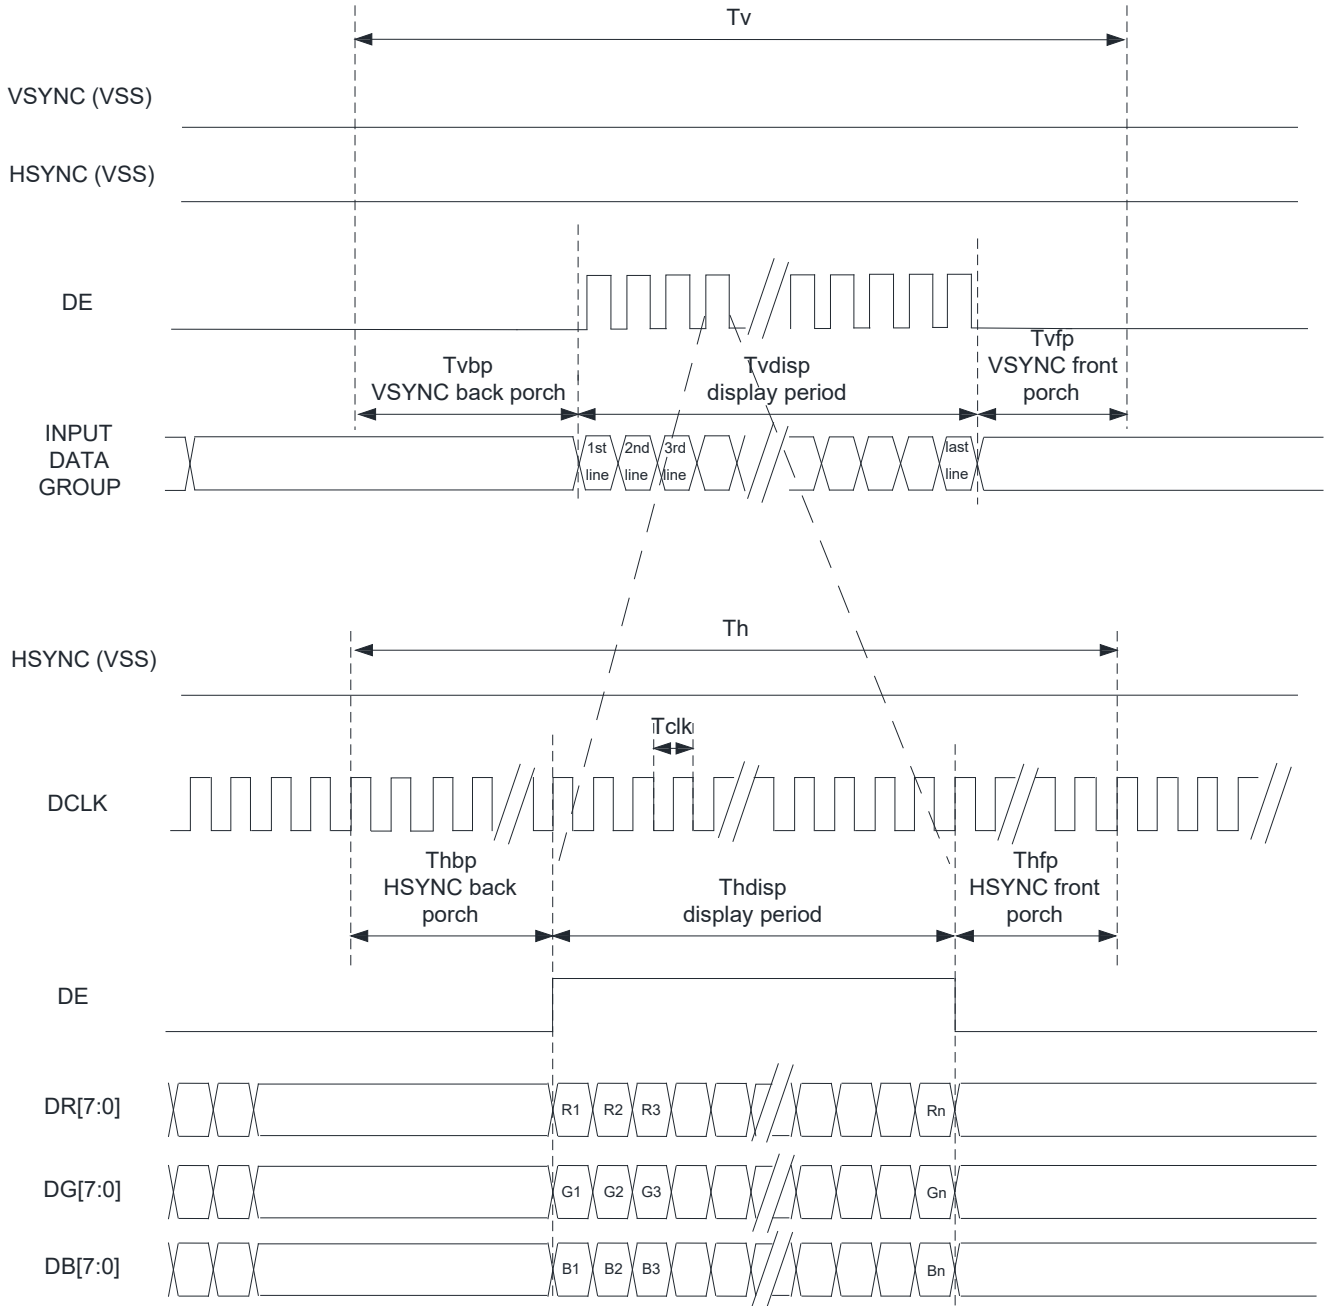 Tv
VSYNC (VSS)
HSYNC (VSS)
DE
Tvbp
VSYNC back porch
Tvdisp
display period
Tvfp
VSYNC front
porch
INPUT
DATA
GROUP
1st
line
2nd
line
3rd
line
last
line
Th
HSYNC (VSS)
Tclk
DCLK
Thbp
HSYNC back
porch
Thdisp
display period
Thfp
HSYNC front
porch
DE
DR[7:0]
R1
R2
R3
Rn
DG[7:0]
G1
G2
G3
Gn
DB[7:0]
B1
B2
B3
Bn